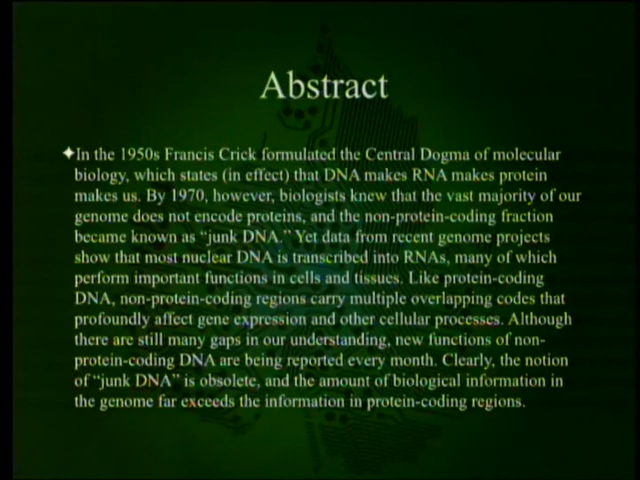 Abstract
✦In the 1950s Francis Crick formulated the Central Dogma of molecular
biology, which states (in effect) that DNA makes RNA makes protein
makes us. By 1970, however, biologists knew that the vast majority of our
genome does not encode proteins, and the non-protein-coding fraction
became known as “junk DNA.” Yet data from recent genome projects
show that most nuclear DNA is transcribed into RNAs, many of which
perform important functions in cells and tissues. Like protein-coding
DNA, non-protein-coding regions carry multiple overlapping codes that
profoundly affect gene expression and other cellular processes. Although
there are still many gaps in our understanding, new functions of non-
protein-coding DNA are being reported every month. Clearly, the notion
of “junk DNA” is obsolete, and the amount of biological information in
the genome far exceeds the information in protein-coding regions.